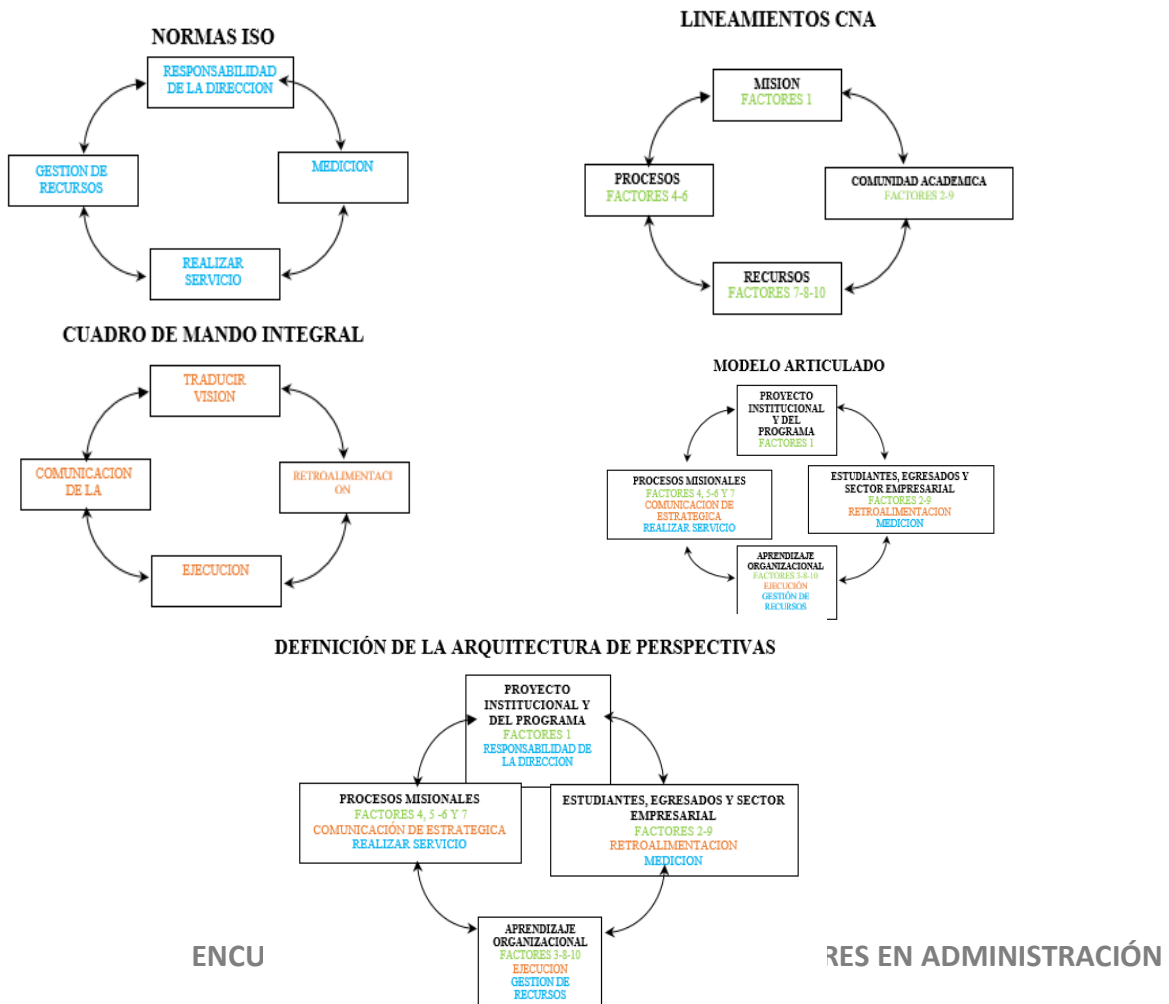 LINEAMIENTOS CNA
NORMAS ISO
RESPONSABILIDAD
DE LA DIRECCION
GESTION DE
RECURSOS
MEDICION
REALIZAR
SERVICIO
MISION
FACTORES 1
PROCESOS
FACTORES 4-6
COMUNIDAD ACADEMICA
FACTORES 2-9
RECURSOS
FACTORES 7-8-10
CUADRO DE MANDO INTEGRAL
TRADUCIR
VISION
COMUNICACION
DE LA
RETROALIMENTACI
ON
EJECUCION
MODELO ARTICULADO
PROYECTO
INSTITUCIONAL
Y DEL
PROGRAMA
FACTORES 1
PROCESOS MISIONALES
FACTORES 4, 5-6 Y 7
COMUNICACION DE
ESTRATEGICA
REALIZAR SERVICIO
ESTUDIANTES, EGRESADOS Y
SECTOR EMPRESARIAL
FACTORES 2-9
RETROALIMENTACION
MEDICION
APRENDIZAJE
ORGANIZACIONAL
FACTORES 3-8-10
EJECUCIÓN
GESTIÓN DE
RECURSOS
DEFINICIÓN DE LA ARQUITECTURA DE PERSPECTIVAS
PROYECTO
INSTITUCIONAL Y
DEL PROGRAMA
FACTORES 1
RESPONSABILIDAD DE
LA DIRECCION
PROCESOS MISIONALES
FACTORES 4, 5 -6 Y 7
COMUNICACIÓN DE ESTRATEGICA
REALIZAR SERVICIO
ESTUDIANTES, EGRESADOS Y SECTOR
EMPRESARIAL
FACTORES 2-9
RETROALIMENTACION
MEDICION
APRENDIZAJE
ORGANIZACIONAL
FACTORES 3-8-10
EJECUCION
GESTION DE
RECURSOS
ENCU RES EN ADMINISTRACIÓN